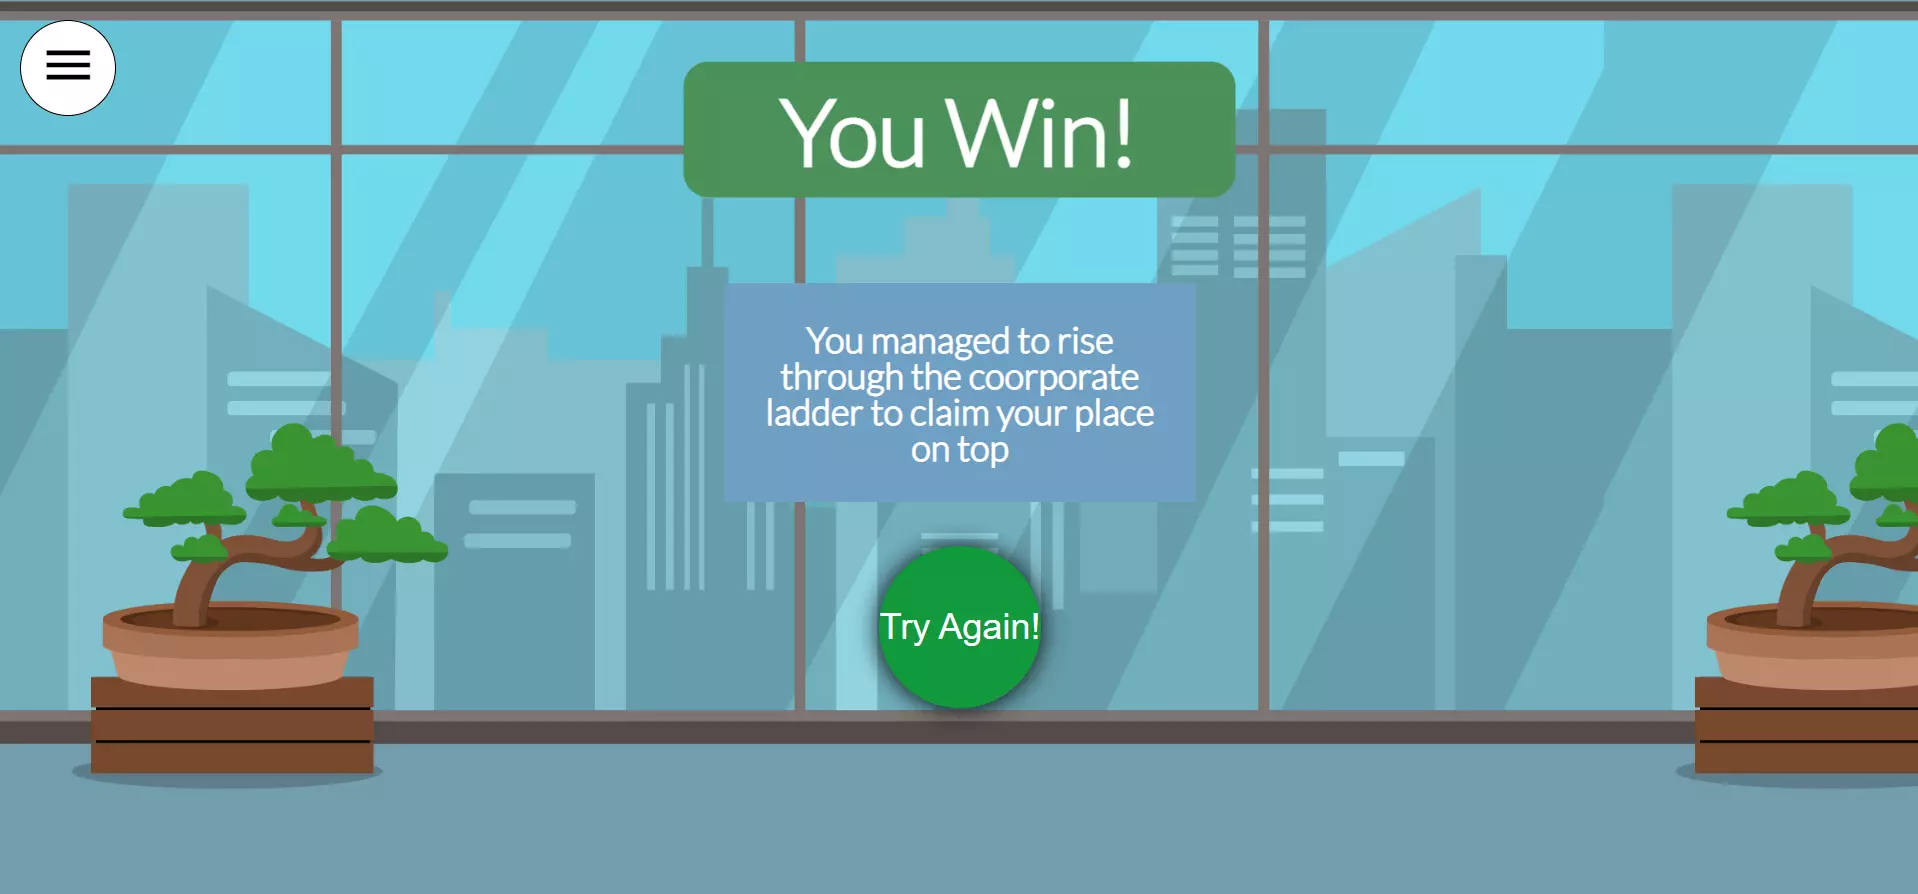 You Win!
You managed to rise
through the coorporate
ladder to claim your place
on top
Try Again!